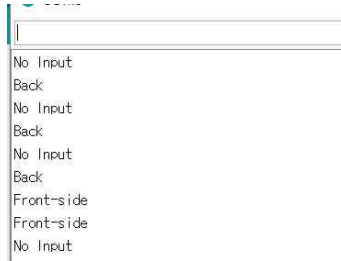 No Input
Back
No Input
Back
No Input
Back
Front-side
Front-side
No Input